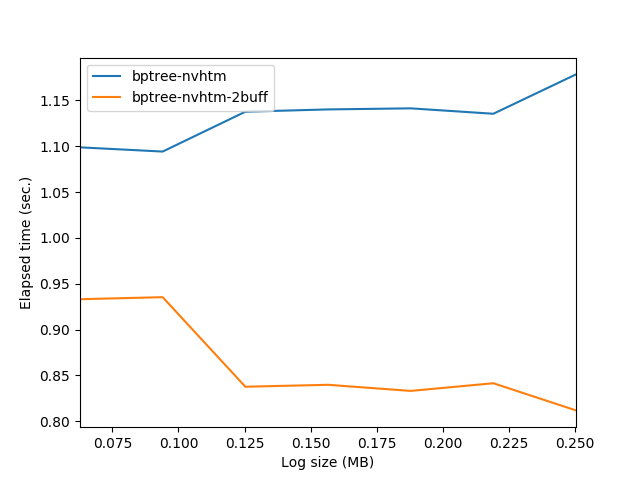 bptree-nvhtm
bptree-nvhtm-2buff
1.15
1.10
1.05
1.00
0.95
0.90
0.85
0.80
Elapsed time (sec.)
0.075 0.100 0.125 0.150 0.175 0.200 0.225 0.250
Log size (MB)